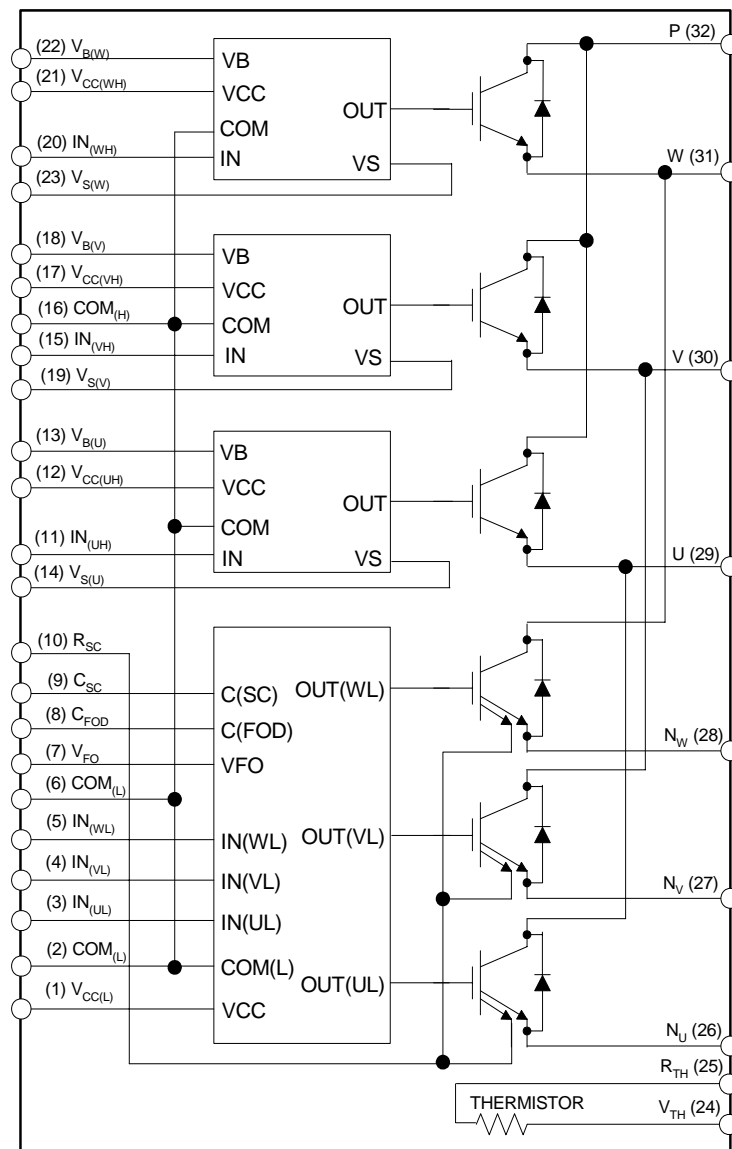 (22) VB(W)
(21) VCC(WH)
(20) IN(WH)
(23) VS(W)
VB
VCC
COM
IN
OUT
VS
P (32)
W (31)
(18) VB(V)
(17) VCC(VH)
(16) COM(H)
(15) IN(VH)
(19) VS(V)
VB
VCC
COM
IN
OUT
VS
V (30)
(13) VB(U)
(12) VCC(UH)
(11) IN(UH)
(14) VS(U)
VB
VCC
COM
IN
OUT
VS
U (29)
(10) RSC
(9) CSC
(8) CFOD
(7) VFO
(6) COM(L)
(5) IN(WL)
(4) IN(VL)
(3) IN(UL)
(2) COM(L)
(1) VCC(L)
C(SC)
C(FOD)
VFO
IN(WL)
IN(VL)
IN(UL)
COM(L)
VCC
OUT(WL)
OUT(VL)
OUT(UL)
NW (28)
NV (27)
NU (26)
RTH (25)
THERMISTOR
VTH (24)